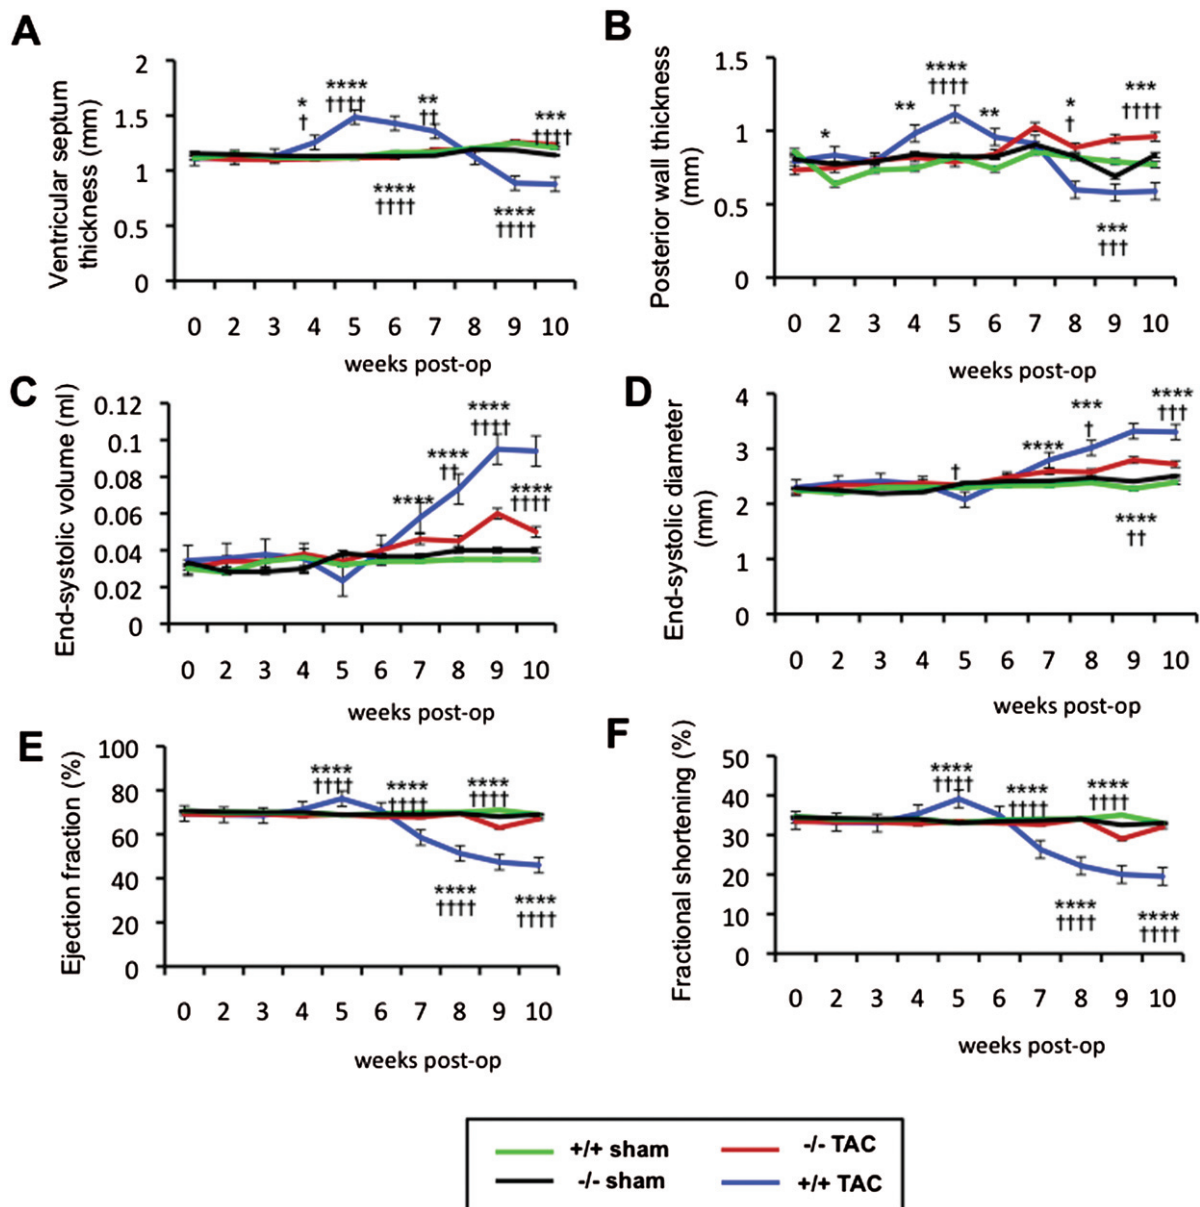 A
Ventricular septum
thickness (mm)
2
1.5
1
0.5
0
*
†
****
††††
**
††
***
††††
****
††††
****
††††
0 2 3 4 5 6 7 8 9 10
weeks post-op
B
Posterior wall thickness
(mm)
1.5
1
0.5
0
*
**
****
††††
**
*
†
***
††††
***
†††
0 2 3 4 5 6 7 8 9 10
weeks post-op
C
End-systolic volume (ml)
0.12
0.1
0.08
0.06
0.04
0.02
0
****
****
††
****
††††
****
††††
0 2 3 4 5 6 7 8 9 10
weeks post-op
D
End-systolic diameter
(mm)
4
3
2
1
0
†
****
***
†
****
†††
****
††
0 2 3 4 5 6 7 8 9 10
weeks post-op
E
Ejection fraction (%)
100
80
60
40
20
0
****
††††
****
††††
****
††††
****
††††
****
††††
0 2 3 4 5 6 7 8 9 10
weeks post-op
F
Fractional shortening (%)
50
40
30
20
10
0
****
††††
****
††††
****
††††
****
††††
****
††††
0 2 3 4 5 6 7 8 9 10
weeks post-op
+/+ sham
-/- TAC
-/- sham
+/+ TAC